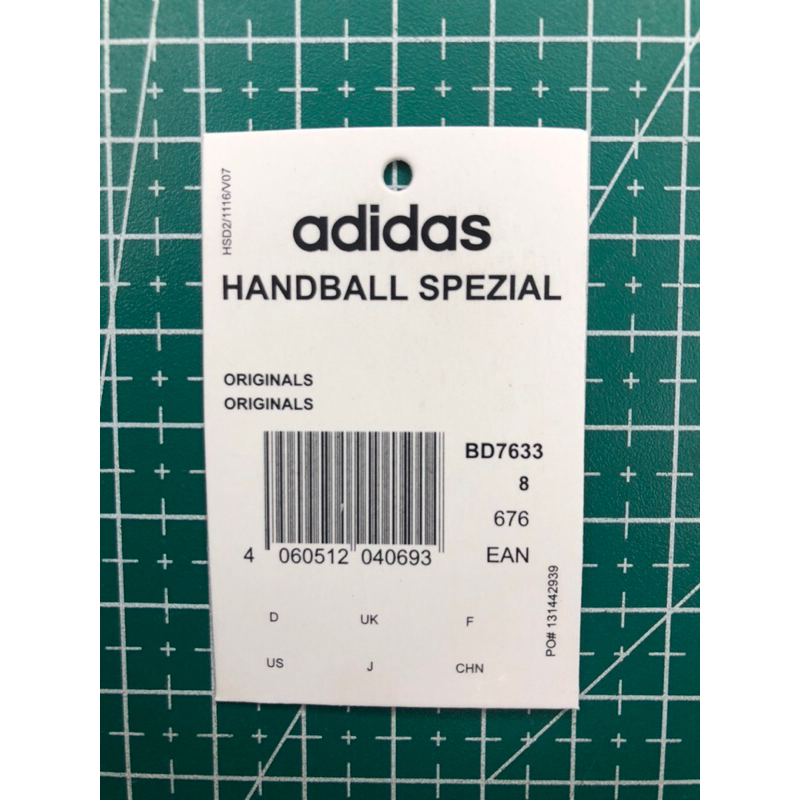 HSD2/1116/V07
adidas
HANDBALL SPEZIAL
ORIGINALS
ORIGINALS
BD7633
8
676
4 060512 040693 EAN
PO# 131442939
D UK F
US J CHN